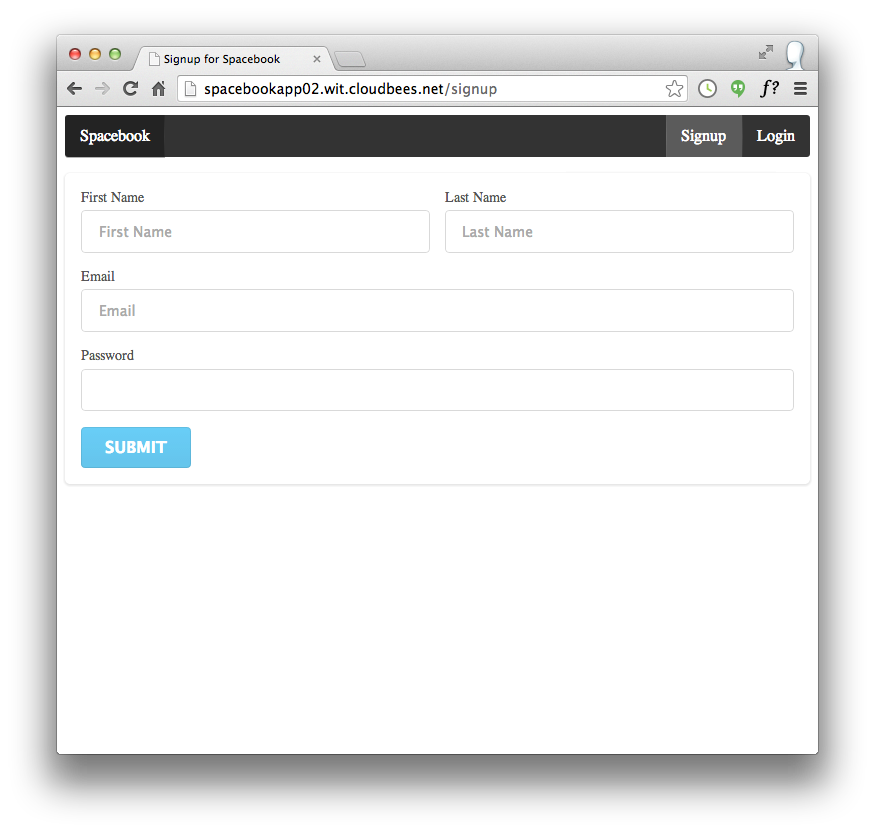 Signup for Spacebook
spacebookapp02.wit.cloudbees.net/signup
f?
Spacebook Signup Login
First Name Last Name
First Name Last Name
Email
Email
Password
SUBMIT